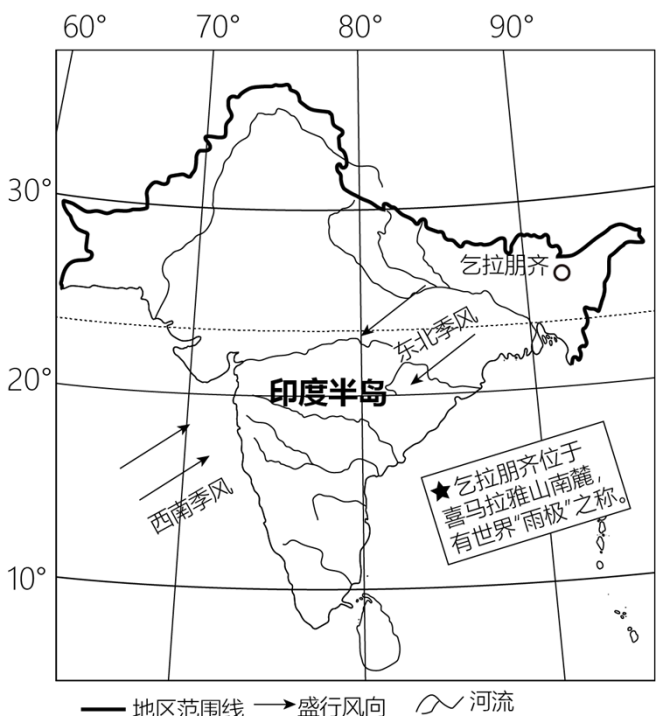 60° 70° 80° 90°
30°
乞拉朋齐
东北季风
20°
印度半岛
西南季风
★乞拉朋齐位于
喜马拉雅山南麓，
有世界“雨极”之称。
10°
地区范围线 盛行风向 河流